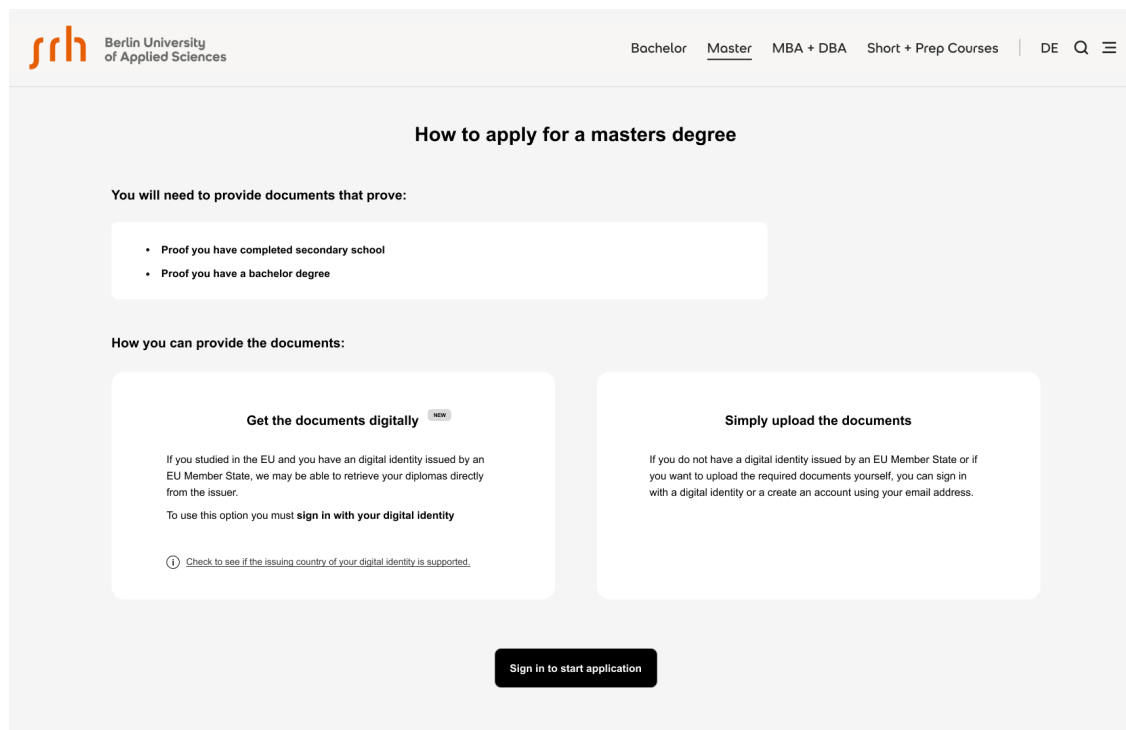 srh
Berlin University
of Applied Sciences
Bachelor Master MBA + DBA Short + Prep Courses DE
How to apply for a masters degree
You will need to provide documents that prove:
• Proof you have completed secondary school
• Proof you have a bachelor degree
How you can provide the documents:
Get the documents digitally NEW
If you studied in the EU and you have an digital identity issued by an
EU Member State, we may be able to retrieve your diplomas directly
from the issuer.
To use this option you must sign in with your digital identity
Check to see if the issuing country of your digital identity is supported.
Simply upload the documents
If you do not have a digital identity issued by an EU Member State or if
you want to upload the required documents yourself, you can sign in
with a digital identity or a create an account using your email address.
Sign in to start application